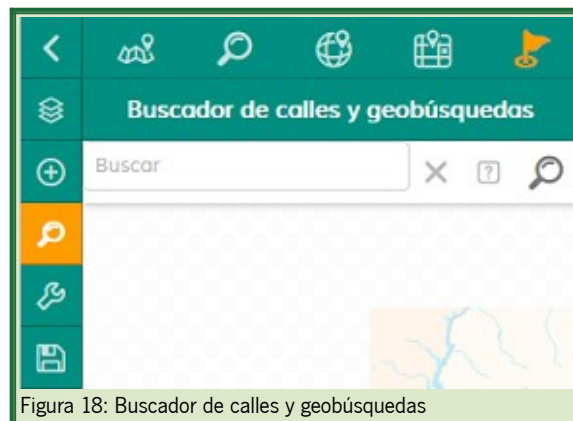 Buscador de calles y geobúsquedas
Buscar
?
Figura 18: Buscador de calles y geobúsquedas